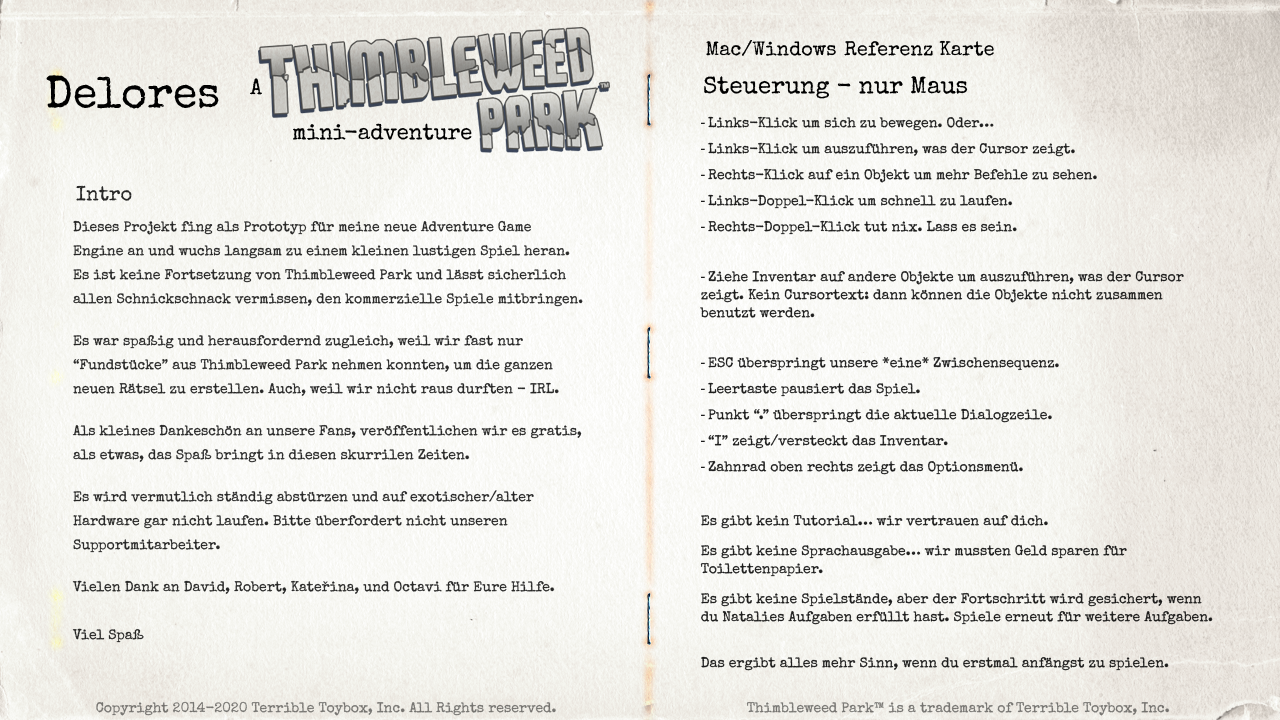 Delores
A THIMBLEWEED PARK™
mini-adventure
Intro
Dieses Projekt fing als Prototyp für meine neue Adventure Game
Engine an und wuchs langsam zu einem kleinen lustigen Spiel heran.
Es ist keine Fortsetzung von Thimbleweed Park und lässt sicherlich
allen Schnickschnack vermissen, den kommerzielle Spiele mitbringen.
Es war spaßig und herausfordernd zugleich, weil wir fast nur
“Fundstücke” aus Thimbleweed Park nehmen konnten, um die ganzen
neuen Rätsel zu erstellen. Auch, weil wir nicht raus durften - IRL.
Als kleines Dankeschön an unsere Fans, veröffentlichen wir es gratis,
als etwas, das Spaß bringt in diesen skurrilen Zeiten.
Es wird vermutlich ständig abstürzen und auf exotischer/alter
Hardware gar nicht laufen. Bitte überfordert nicht unseren
Supportmitarbeiter.
Vielen Dank an David, Robert, Kateřina, und Octavi für Eure Hilfe.
Viel Spaß
Copyright 2014-2020 Terrible Toybox, Inc. All Rights reserved.
Mac/Windows Referenz Karte
Steuerung - nur Maus
- Links-Klick um sich zu bewegen. Oder...
- Links-Klick um auszuführen, was der Cursor zeigt.
- Rechts-Klick auf ein Objekt um mehr Befehle zu sehen.
- Links-Doppel-Klick um schnell zu laufen.
- Rechts-Doppel-Klick tut nix. Lass es sein.
- Ziehe Inventar auf andere Objekte um auszuführen, was der Cursor
zeigt. Kein Cursortext: dann können die Objekte nicht zusammen
benutzt werden.
- ESC überspringt unsere *eine* Zwischensequenz.
- Leertaste pausiert das Spiel.
- Punkt “.” überspringt die aktuelle Dialogzeile.
- “I” zeigt/versteckt das Inventar.
- Zahnrad oben rechts zeigt das Optionsmenü.
Es gibt kein Tutorial... wir vertrauen auf dich.
Es gibt keine Sprachausgabe... wir mussten Geld sparen für
Toilettenpapier.
Es gibt keine Spielstände, aber der Fortschritt wird gesichert, wenn
du Natalies Aufgaben erfüllt hast. Spiele erneut für weitere Aufgaben.
Das ergibt alles mehr Sinn, wenn du erstmal anfängst zu spielen.
Thimbleweed Park™ is a trademark of Terrible Toybox, Inc.